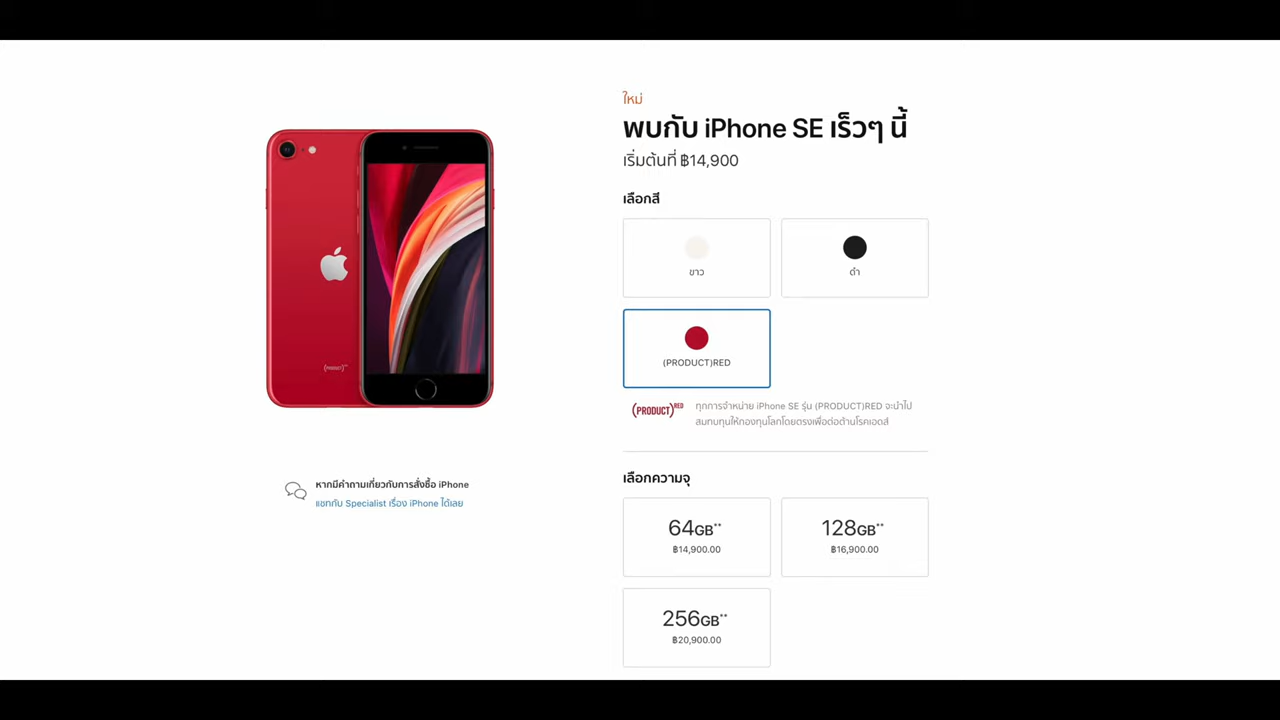 ใหม่
พบกับ iPhone SE เร็วๆ นี้
เริ่มต้นที่ ฿14,900
เลือกสี
ขาว
ดำ
(PRODUCT)RED
(PRODUCT)RED
ทุกการจำหน่าย iPhone SE รุ่น (PRODUCT)RED จะนำไป
สมทบทุนให้กองทุนโลกโดยตรงเพื่อต่อต้านโรคเอดส์
(PRODUCT)RED
หากมีคำถามเกี่ยวกับการสั่งซื้อ iPhone
แชทกับ Specialist เรื่อง iPhone ได้เลย
เลือกความจุ
64GB**
฿14,900.00
128GB**
฿16,900.00
256GB**
฿20,900.00